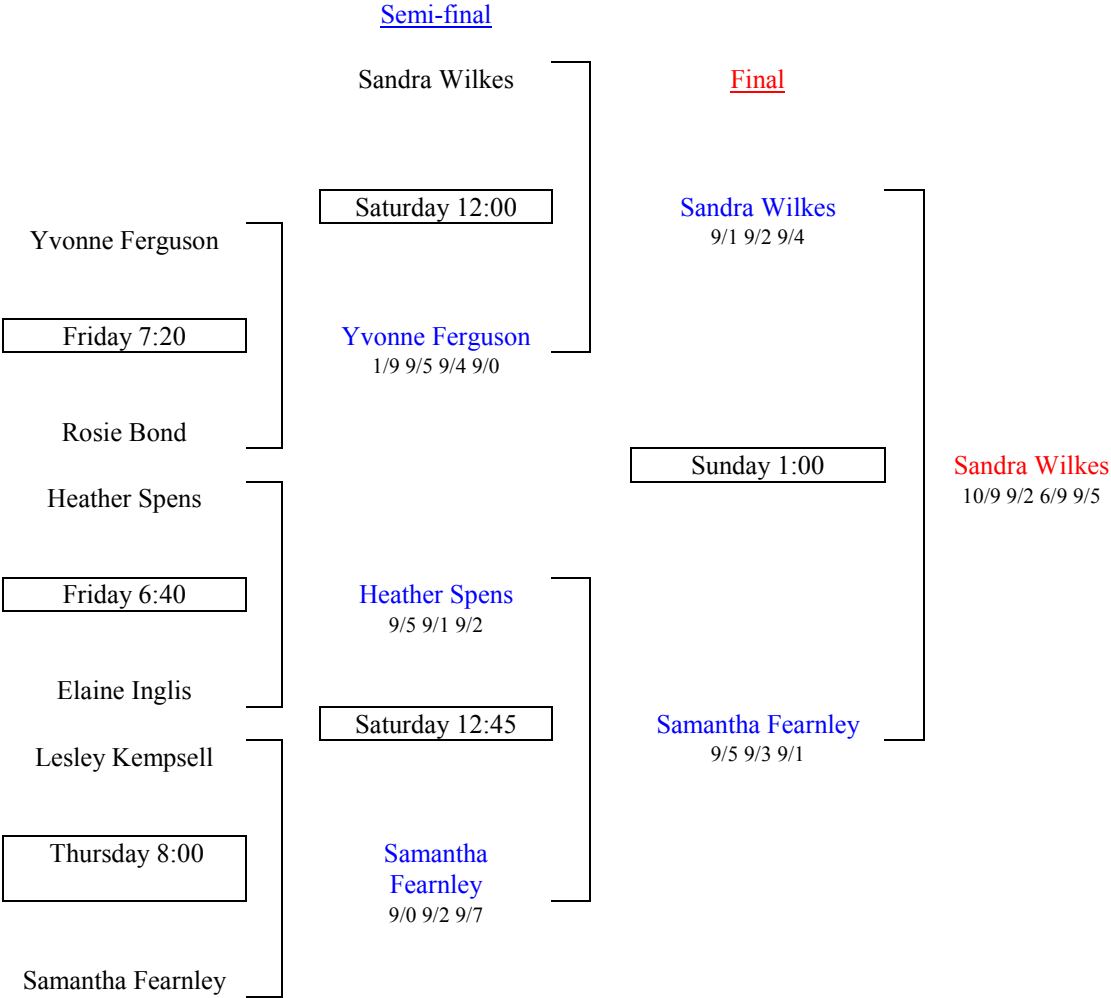 Semi-final
Sandra Wilkes
Final
Saturday 12:00
Sandra Wilkes
9/1 9/2 9/4
Yvonne Ferguson
Friday 7:20
Yvonne Ferguson
1/9 9/5 9/4 9/0
Rosie Bond
Sunday 1:00
Sandra Wilkes
10/9 9/2 6/9 9/5
Heather Spens
Friday 6:40
Heather Spens
9/5 9/1 9/2
Elaine Inglis
Saturday 12:45
Samantha Fearnley
9/5 9/3 9/1
Lesley Kempsell
Thursday 8:00
Samantha
Fearnley
9/0 9/2 9/7
Samantha Fearnley